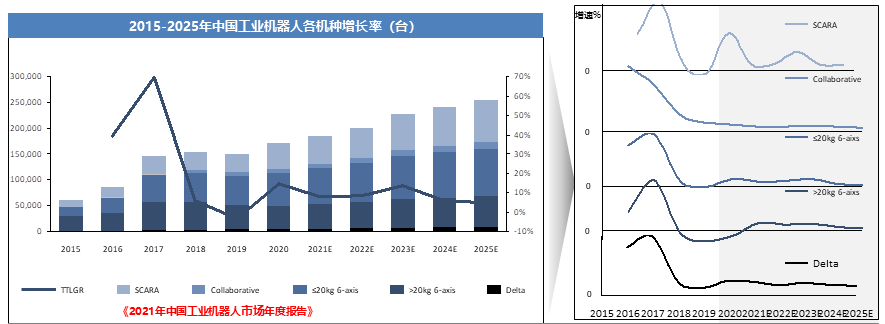 2015-2025年中国工业机器人各机种增长率（台）
300,000
250,000
200,000
150,000
100,000
50,000
0
70%
60%
50%
40%
30%
20%
10%
0%
-10%
2015 2016 2017 2018 2019 2020 2021E 2022E 2023E 2024E 2025E
TTLGR SCARA Collaborative ≤20kg 6-axis >20kg 6-axis Delta
《2021年中国工业机器人市场年度报告》
增速%
SCARA
0
Collaborative
0
≤20kg 6-aixs
0
>20kg 6-aixs
0
Delta
0
2015 2016 2017 2018 2019 2020 2021E 2022E 2023E 2024E 2025E